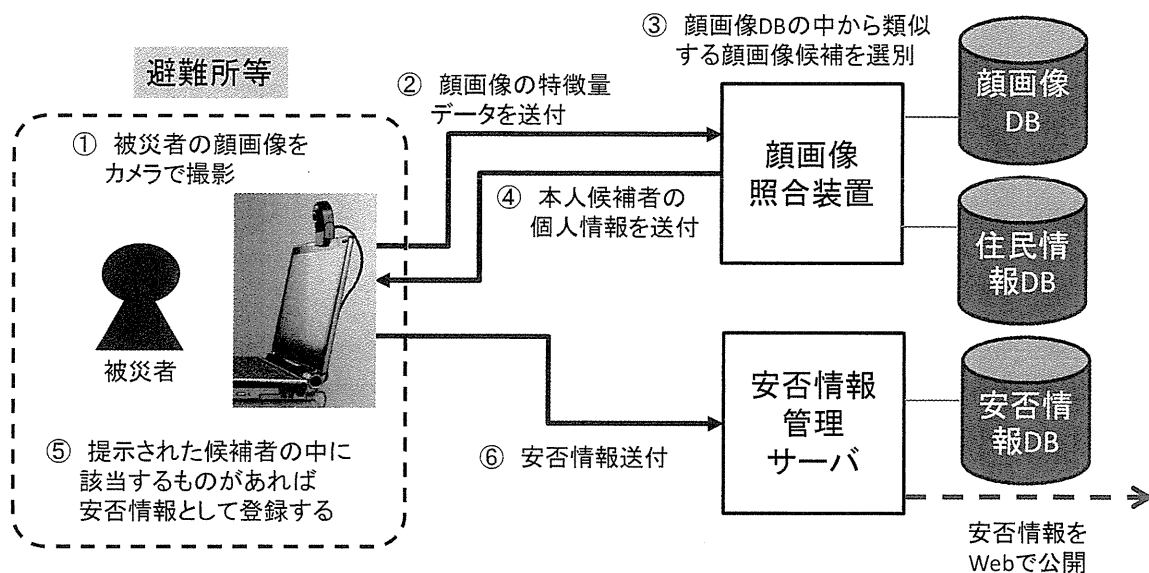 避難所等
① 被災者の顔画像を
カメラで撮影
被災者
⑤ 提示された候補者の中に
該当するものがあれば
安否情報として登録する
② 顔画像の特徴量
データを送付
③ 顔画像DBの中から類似
する顔画像候補を選別
④ 本人候補者の
個人情報を送付
顔画像
照合装置
顔画像
DB
住民情
報DB
⑥ 安否情報送付
安否情報
管理
サーバ
安否情
報DB
安否情報を
Webで公開